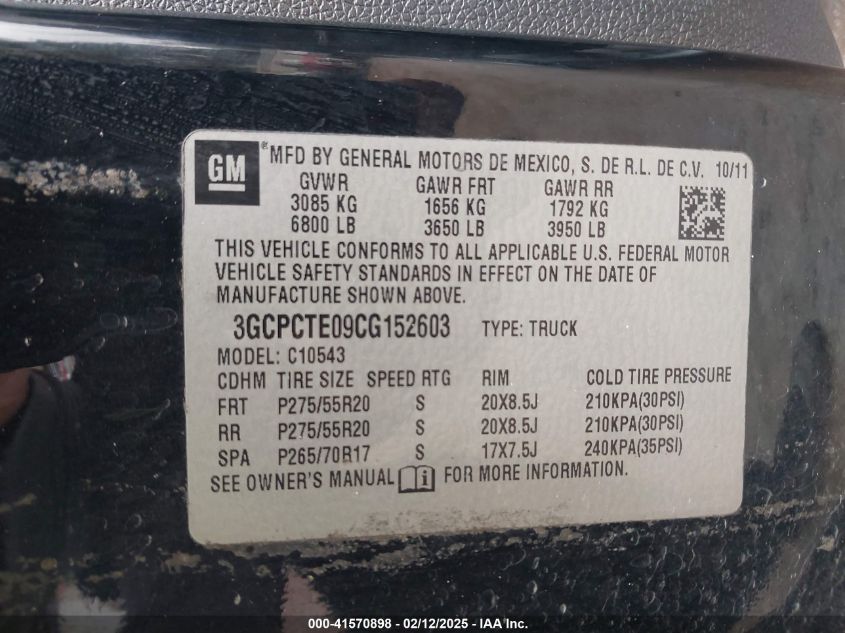 GM ® MFD BY GENERAL MOTORS DE MEXICO, S. DE R.L. DE C.V. 10/11
GVWR GAWR FRT GAWR RR
3085 KG 1656 KG 1792 KG
6800 LB 3650 LB 3950 LB
THIS VEHICLE CONFORMS TO ALL APPLICABLE U.S. FEDERAL MOTOR
VEHICLE SAFETY STANDARDS IN EFFECT ON THE DATE OF
MANUFACTURE SHOWN ABOVE.
3GCPCTE09CG152603 TYPE: TRUCK
MODEL: C10543
CDHM TIRE SIZE SPEED RTG RIM COLD TIRE PRESSURE
FRT P275/55R20 S 20X8.5J 210KPA(30PSI)
RR P275/55R20 S 20X8.5J 210KPA(30PSI)
SPA P265/70R17 S 17X7.5J 240KPA(35PSI)
SEE OWNER'S MANUAL i FOR MORE INFORMATION.
000-41570898 - 02/12/2025 - IAA Inc.